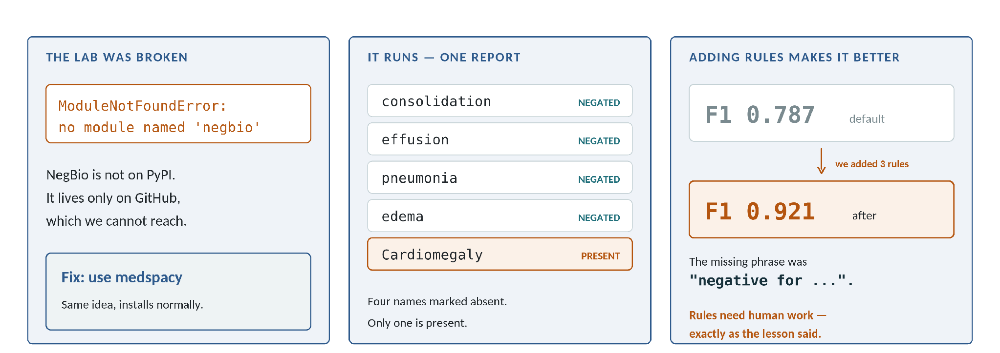 THE LAB WAS BROKEN
ModuleNotFoundError:
no module named 'negbio'
NegBio is not on PyPI.
It lives only on GitHub,
which we cannot reach.
Fix: use medspacy
Same idea, installs normally.
IT RUNS — ONE REPORT
consolidation NEGATED
effusion NEGATED
pneumonia NEGATED
edema NEGATED
Cardiomegaly PRESENT
Four names marked absent.
Only one is present.
ADDING RULES MAKES IT BETTER
F1 0.787 default
we added 3 rules
F1 0.921 after
The missing phrase was
"negative for ...".
Rules need human work —
exactly as the lesson said.